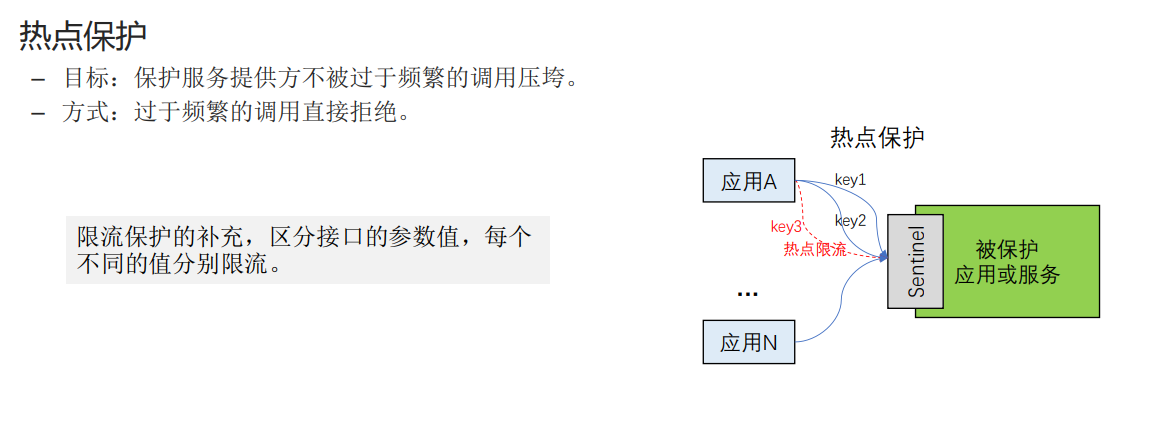 热点保护
– 目标：保护服务提供方不被过于频繁的调用压垮。
– 方式：过于频繁的调用直接拒绝。
限流保护的补充，区分接口的参数值，每个
不同的值分别限流。
热点保护
应用A
key1
key2
key3
热点限流
...
应用N
Sentinel
被保护
应用或服务